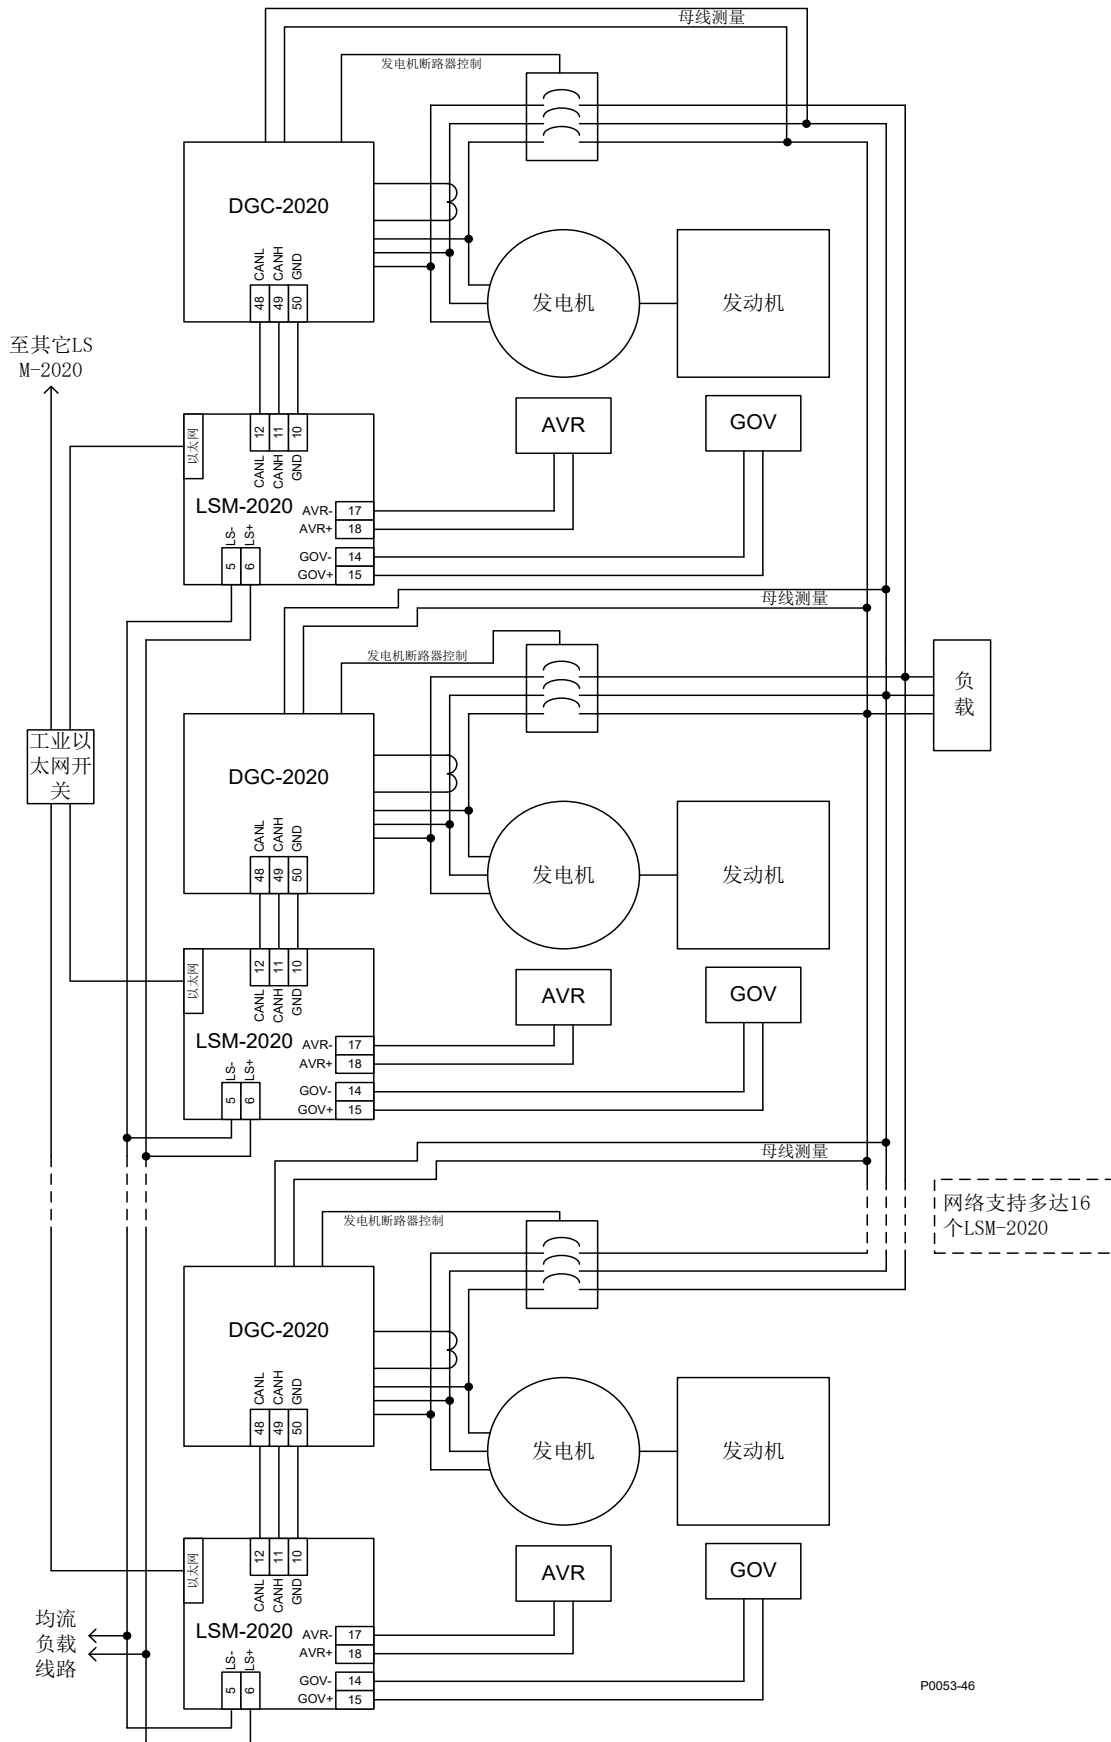 母线测量
发电机断路器控制
DGC-2020
CANL
CANH
GND
48
49
50
发电机
发动机
至其它LS
M-2020
以太网
12
11
10
CANL
CANH
GND
AVR
GOV
LSM-2020
AVR-
17
AVR+
18
LS-
LS+
5
6
GOV-
14
GOV+
15
母线测量
发电机断路器控制
负
载
DGC-2020
工业以
太网开
关
CANL
CANH
GND
48
49
50
发电机
发动机
以太网
12
11
10
CANL
CANH
GND
AVR
GOV
LSM-2020
AVR-
17
AVR+
18
LS-
LS+
5
6
GOV-
14
GOV+
15
母线测量
网络支持多达16
个LSM-2020
发电机断路器控制
DGC-2020
CANL
CANH
GND
48
49
50
发电机
发动机
以太网
12
11
10
CANL
CANH
GND
AVR
GOV
均流
负载
线路
LSM-2020
AVR-
17
AVR+
18
LS-
LS+
5
6
GOV-
14
GOV+
15
P0053-46